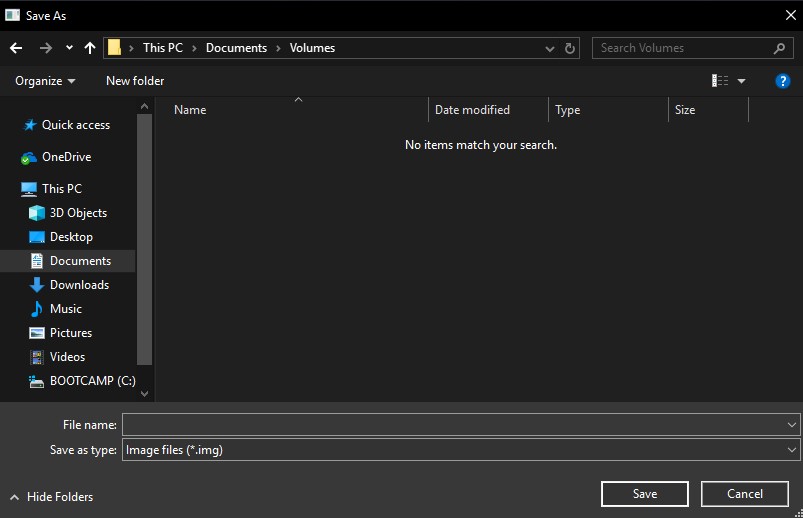 Save As
This PC Documents Volumes
Search Volumes
Organize New folder
?
Name Date modified Type Size
No items match your search.
Quick access
OneDrive
This PC
3D Objects
Desktop
Documents
Downloads
Music
Pictures
Videos
BOOTCAMP (C:)
File name:
Save as type: Image files (*.img)
Hide Folders Save Cancel